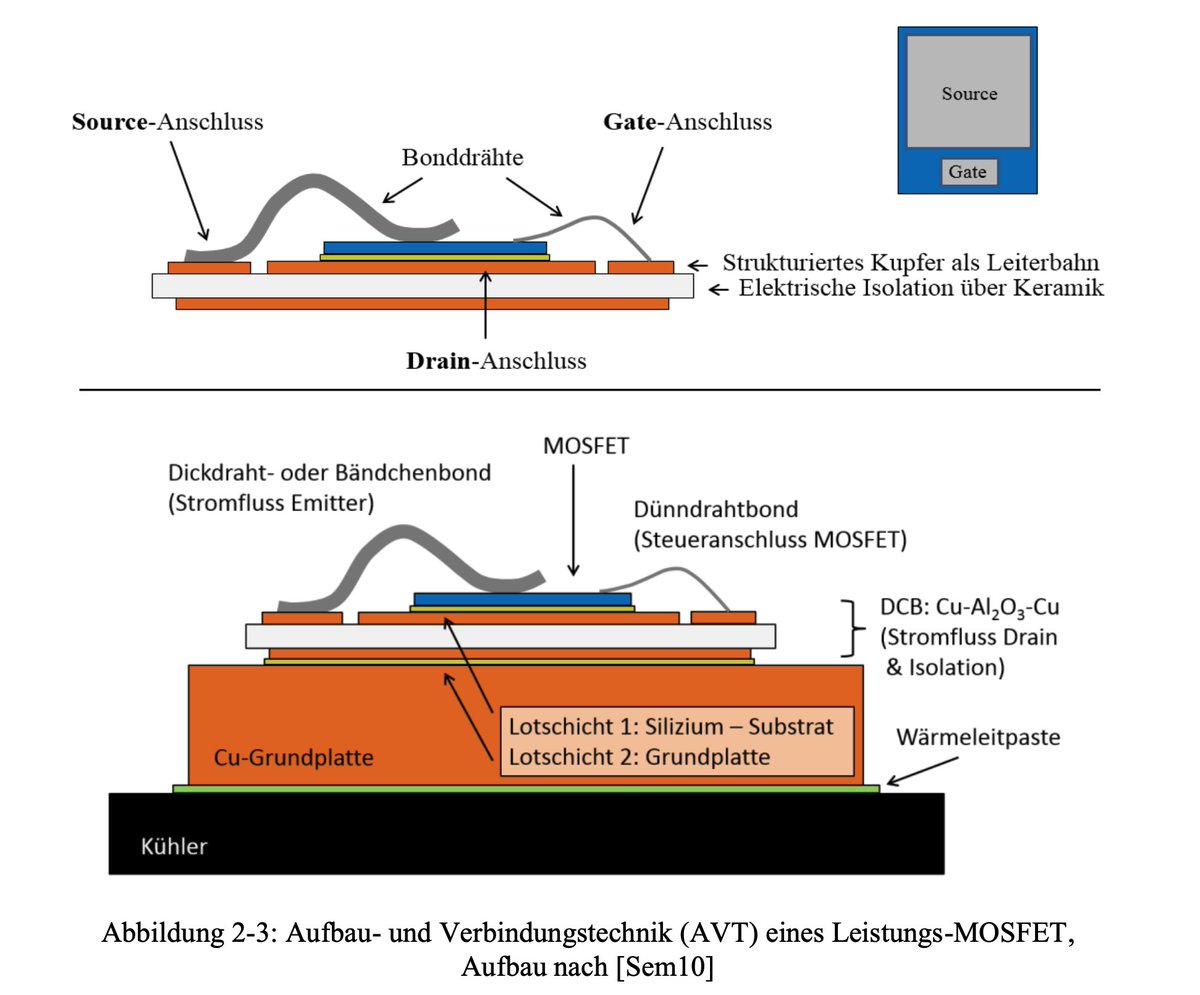 Source
Gate
Source-Anschluss
Gate-Anschluss
Bonddrähte
Strukturiertes Kupfer als Leiterbahn
Elektrische Isolation über Keramik
Drain-Anschluss
MOSFET
Dickdraht- oder Bändchenbond
(Stromfluss Emitter)
Dünndrahtbond
(Steueranschluss MOSFET)
DCB: Cu-Al₂O₃-Cu
(Stromfluss Drain
& Isolation)
Lotschicht 1: Silizium – Substrat
Lotschicht 2: Grundplatte
Cu-Grundplatte
Wärmeleitpaste
Kühler
Abbildung 2-3: Aufbau- und Verbindungstechnik (AVT) eines Leistungs-MOSFET,
Aufbau nach [Sem10]